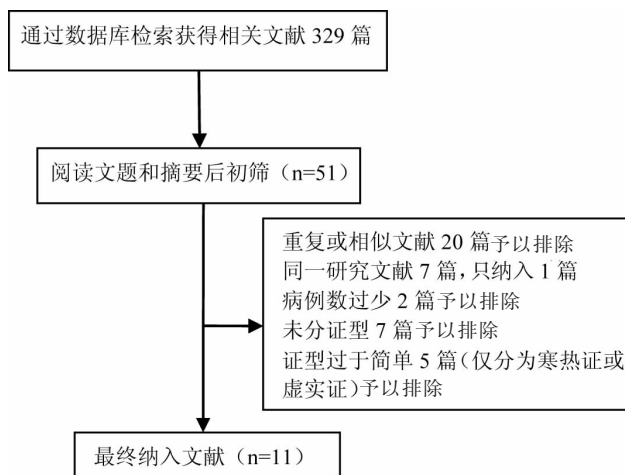 通过数据库检索获得相关文献 329 篇
阅读文题和摘要后初筛（n=51）
重复或相似文献 20 篇予以排除
同一研究文献 7 篇，只纳入 1 篇
病例数过少 2 篇予以排除
未分证型 7 篇予以排除
证型过于简单 5 篇（仅分为寒热证或
虚实证）予以排除
最终纳入文献（n=11）